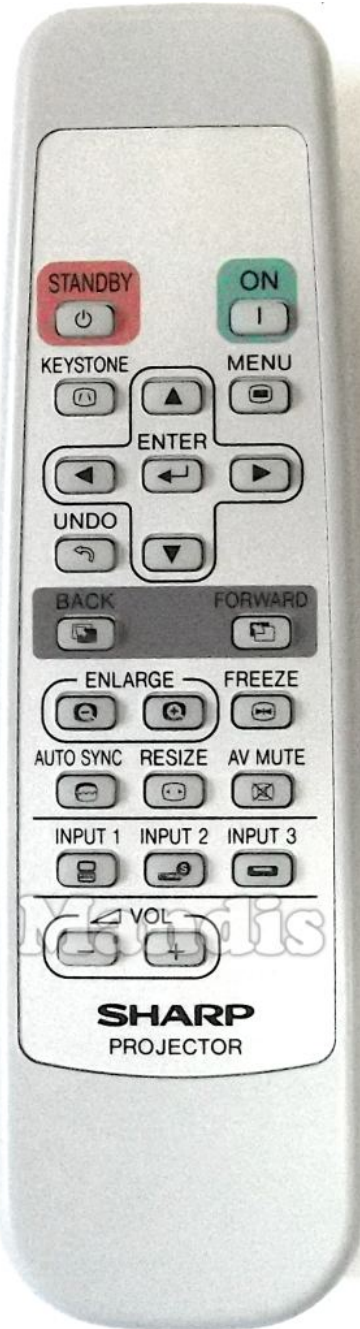 STANDBY ON
KEYSTONE MENU
ENTER
UNDO
BACK FORWARD
ENLARGE FREEZE
AUTO SYNC RESIZE AV MUTE
INPUT 1 INPUT 2 INPUT 3
VOL
Mandis
SHARP
PROJECTOR